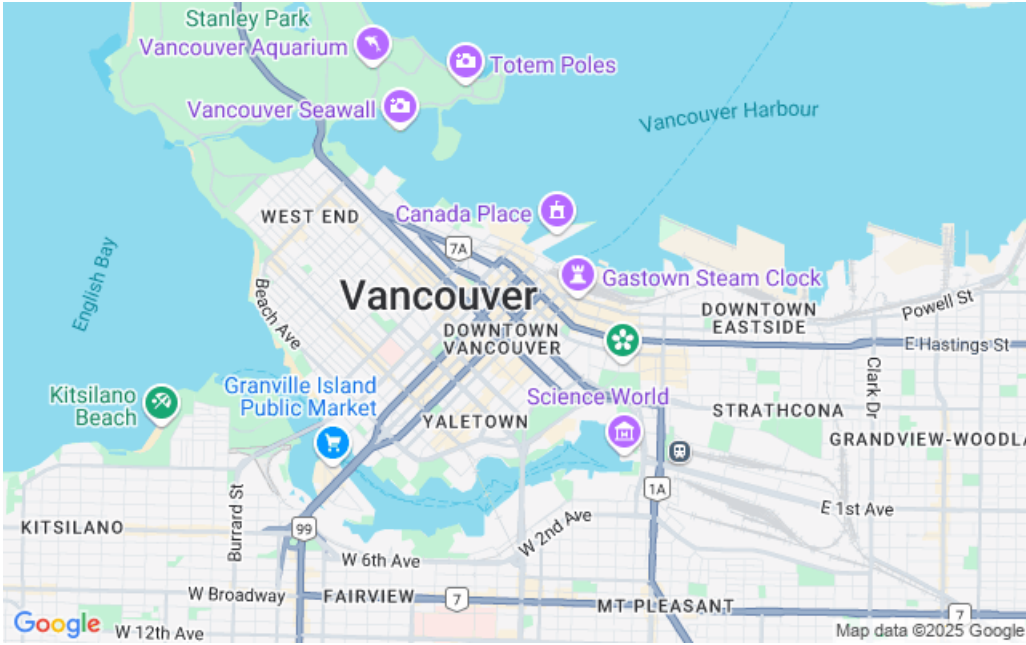 Stanley Park
Vancouver Aquarium
Totem Poles
Vancouver Seawall
Vancouver Harbour
WEST END
Canada Place
7A
English Bay
Beach Ave
Vancouver
Gastown Steam Clock
DOWNTOWN
VANCOUVER
DOWNTOWN
EASTSIDE
Powell St
E Hastings St
Kitsilano
Beach
Granville Island
Public Market
Science World
YALETOWN
STRATHCONA
Clark Dr
GRANDVIEW-WOODLA
1A
E 1st Ave
KITSILANO
Burrard St
99
W 2nd Ave
W 6th Ave
W Broadway
FAIRVIEW
7
MT PLEASANT
7
Google
W 12th Ave
Map data ©2025 Google